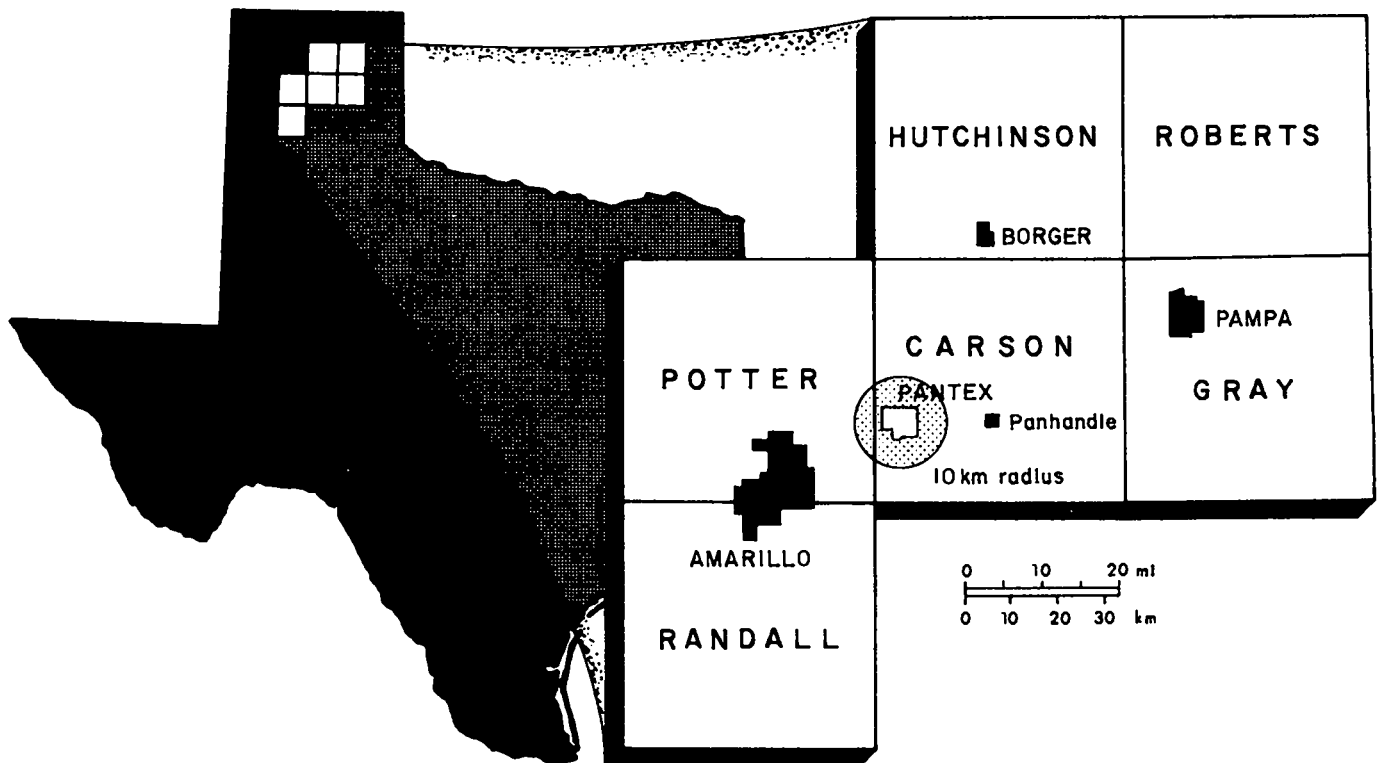 HUTCHINSON
ROBERTS
BORGER
PAMPA
CARSON
POTTER
PANTEX
GRAY
Panhandle
10 km radius
AMARILLO
0 10 20 mi
0 10 20 30 km
RANDALL